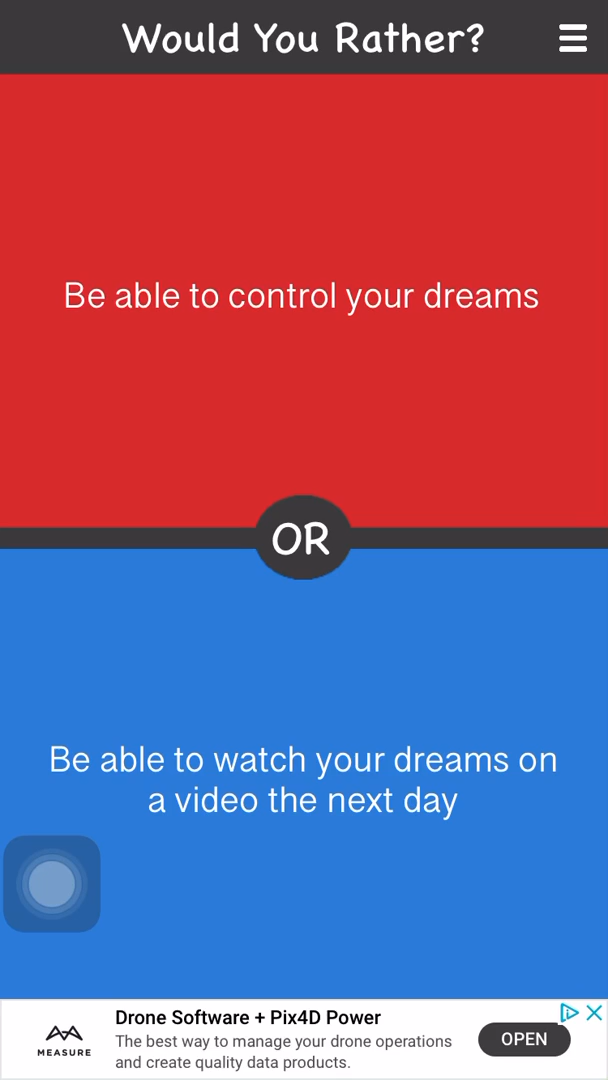 Would You Rather?
Be able to control your dreams
OR
Be able to watch your dreams on
a video the next day
Drone Software + Pix4D Power
The best way to manage your drone operations
and create quality data products.
MEASURE
OPEN